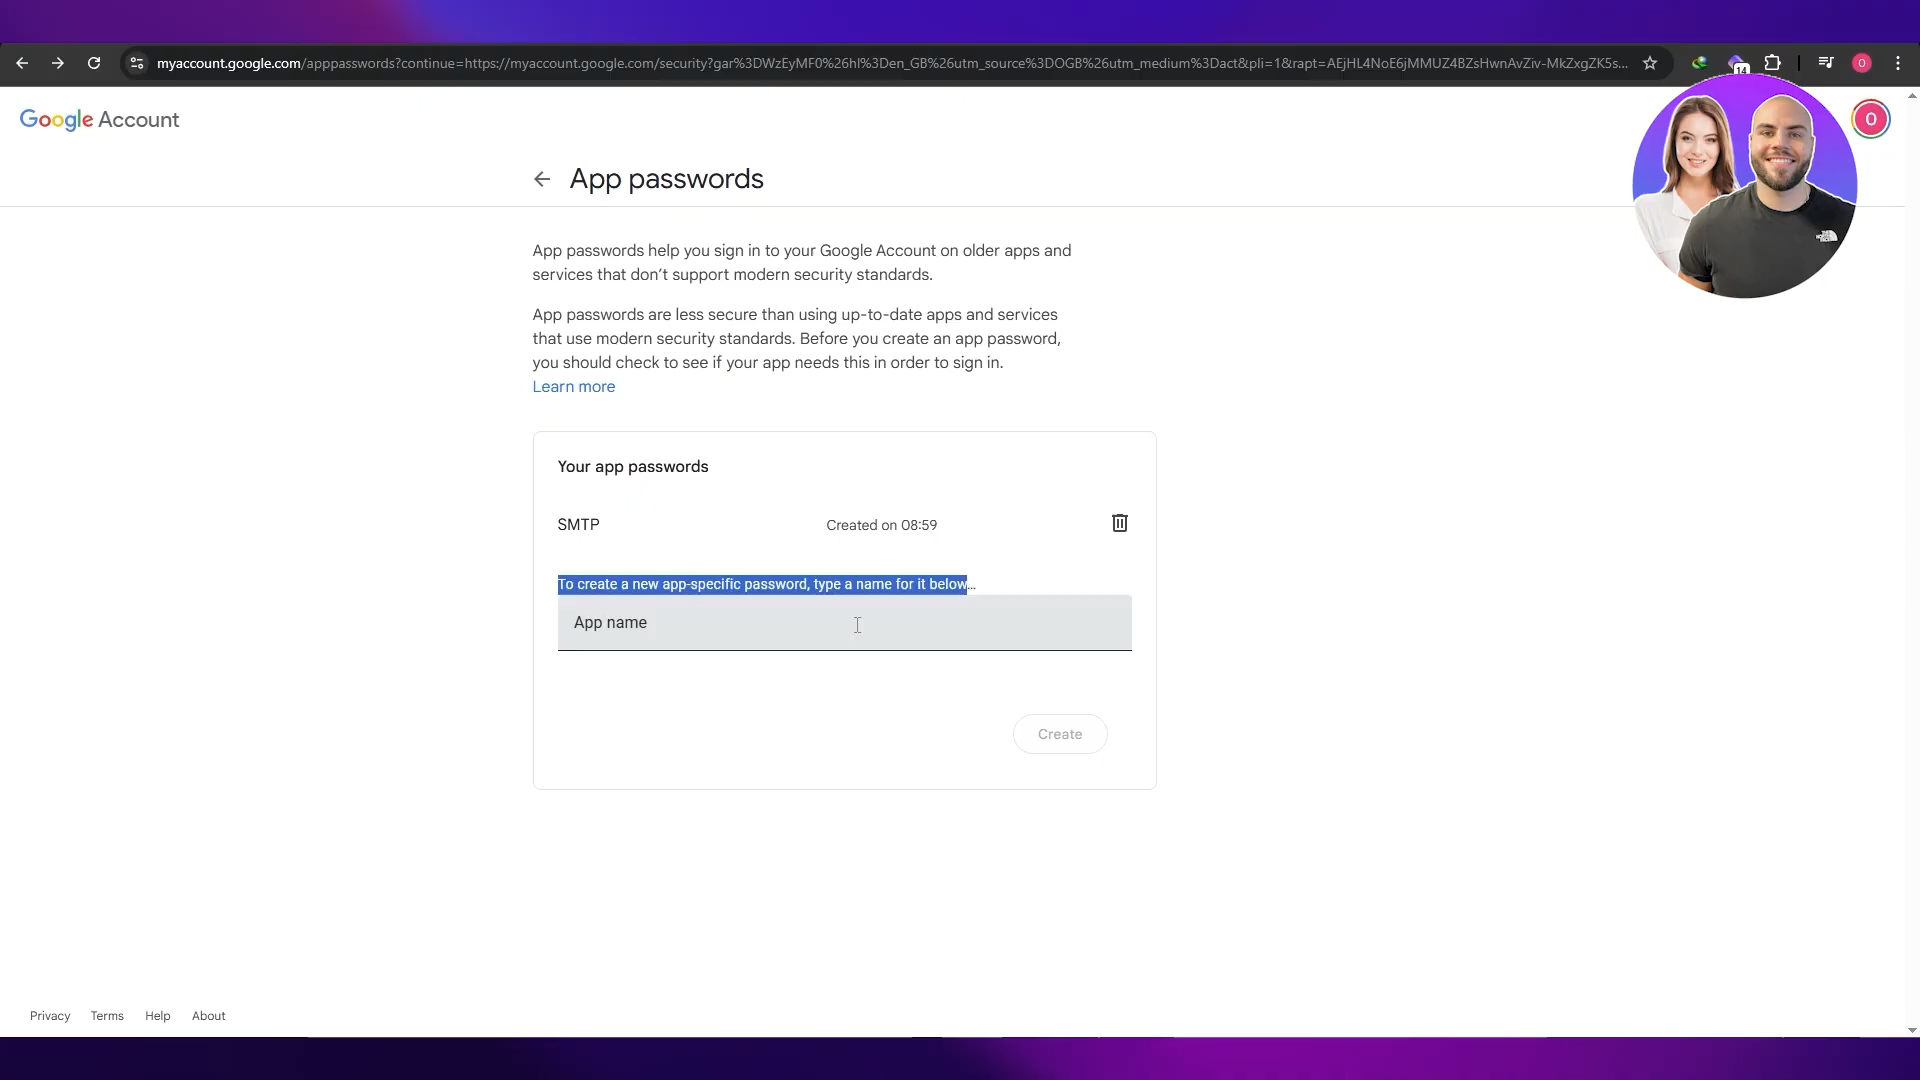 myaccount.google.com/apppasswords?continue=https://myaccount.google.com/security?gar%3DWzEyMF0%26hl%3Den_GB%26utm_source%3DOGB%26utm_medium%3Dact&pli=1&rapt=AEjHL4NoE6jMMUZ4BZsHwnAvZiv-MkZxgZK5s...
14
O
Google Account
O
App passwords
App passwords help you sign in to your Google Account on older apps and
services that don’t support modern security standards.
App passwords are less secure than using up-to-date apps and services
that use modern security standards. Before you create an app password,
you should check to see if your app needs this in order to sign in.
Learn more
Your app passwords
SMTP
Created on 08:59
To create a new app-specific password, type a name for it below...
App name
Create
Privacy
Terms
Help
About